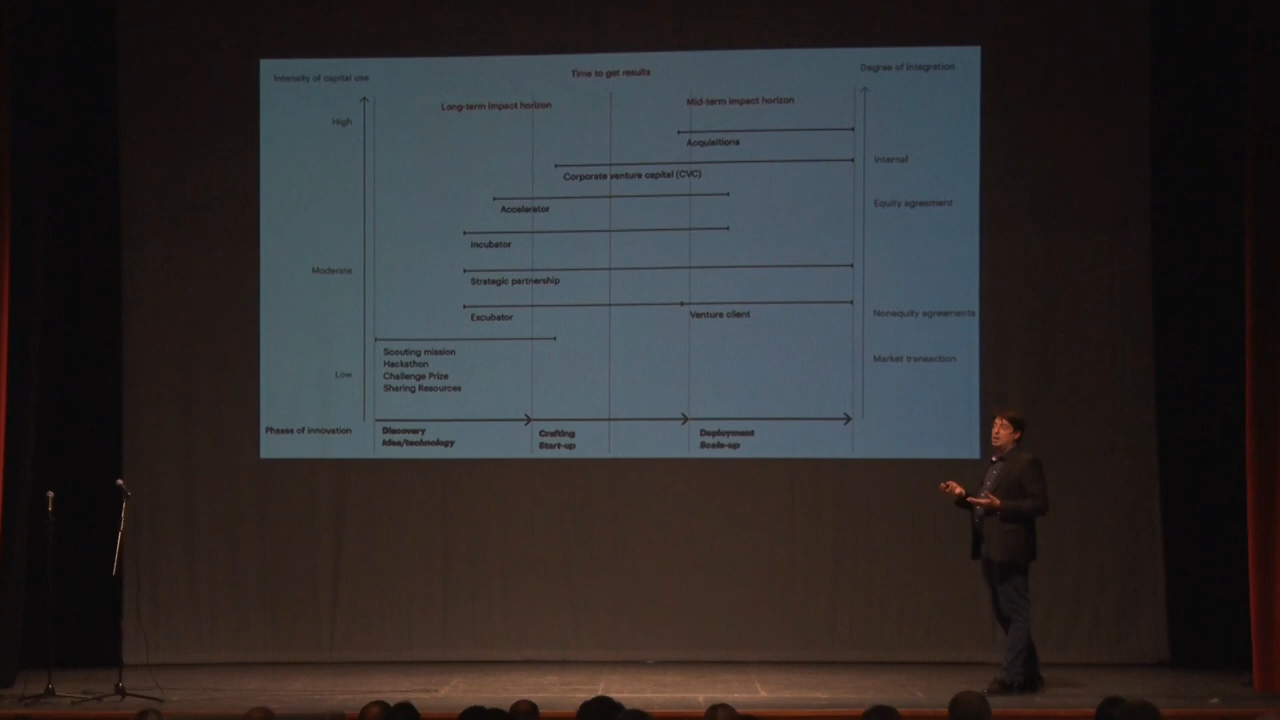 Intensity of capital use
Time to get results
Degree of integration
Long-term impact horizon
Mid-term impact horizon
High
Acquisitions
Internal
Corporate venture capital (CVC)
Equity agreement
Accelerator
Incubator
Moderate
Strategic partnership
Excubator
Venture client
Nonequity agreements
Scouting mission
Hackathon
Challenge Prize
Sharing Resources
Market transaction
Low
Phases of innovation
Discovery
Idea/technology
Crafting
Start-up
Deployment
Scale-up